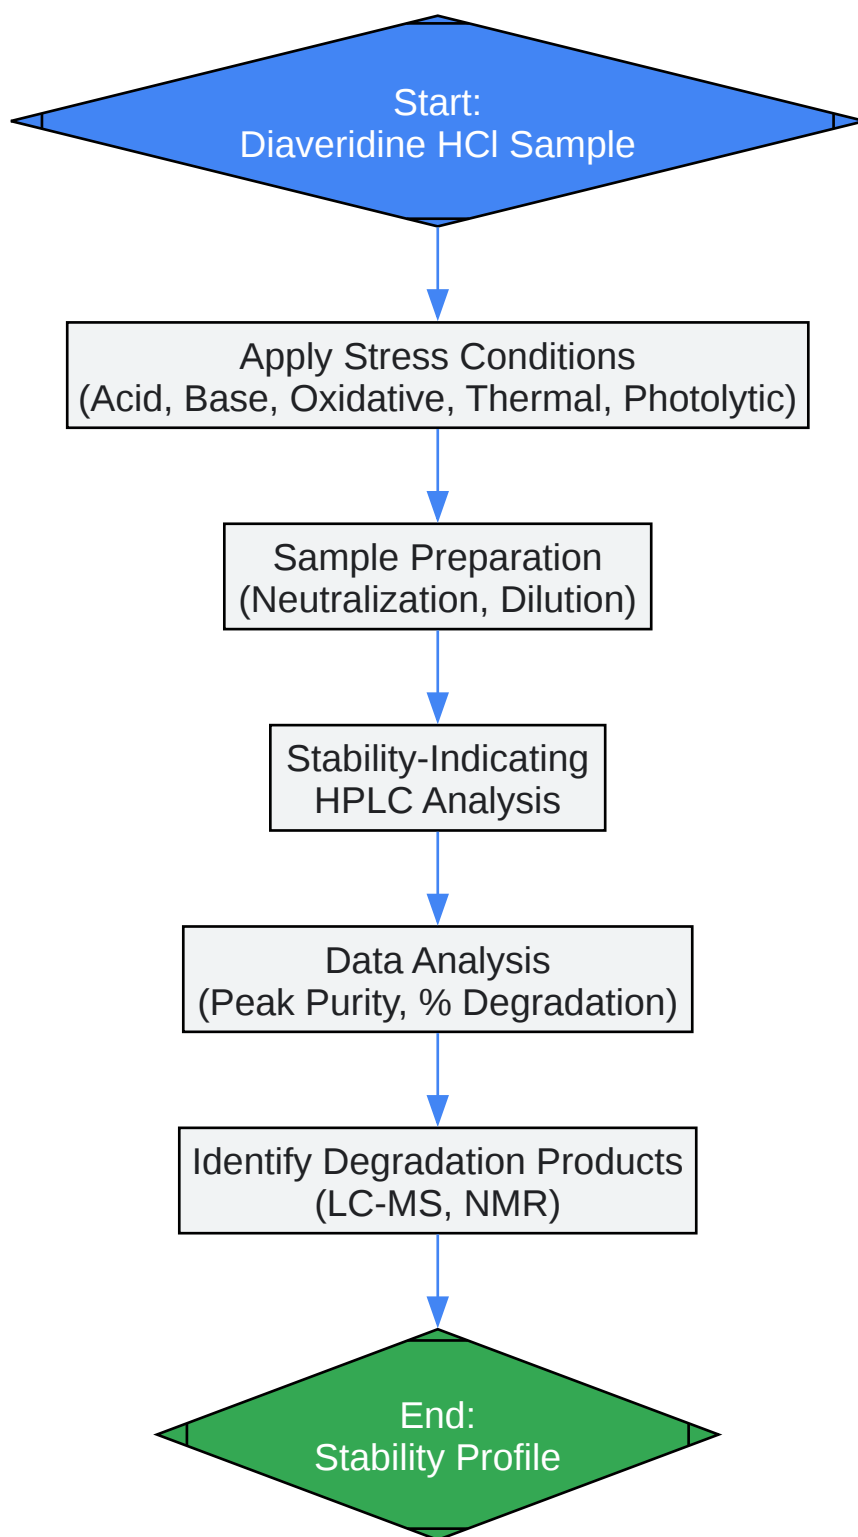 Start:
Diaveridine HCl Sample
Apply Stress Conditions
(Acid, Base, Oxidative, Thermal, Photolytic)
Sample Preparation
(Neutralization, Dilution)
Stability-Indicating
HPLC Analysis
Data Analysis
(Peak Purity, % Degradation)
Identify Degradation Products
(LC-MS, NMR)
End:
Stability Profile